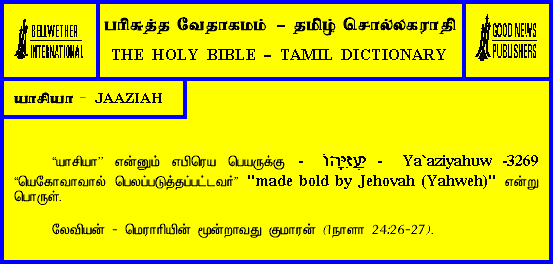 BELLWETHER
INTERNATIONAL
பரிசுத்த வேதாகமம் – தமிழ் சொல்லகராதி
THE HOLY BIBLE – TAMIL DICTIONARY
GOOD NEWS
PUBLISHERS
யாசியா – JAAZIAH
“யாசியா” என்னும் எபிரெய பெயருக்கு - יַעֲזִיָּהוּ - Ya`aziyahuw -3269
“யெகோவாவால் பெலப்படுத்தப்பட்டவர்” "made bold by Jehovah (Yahweh)" என்று
பொருள்.
லேவியன் - மெராரியின் மூன்றாவது குமாரன் (1நாளா 24:26-27).